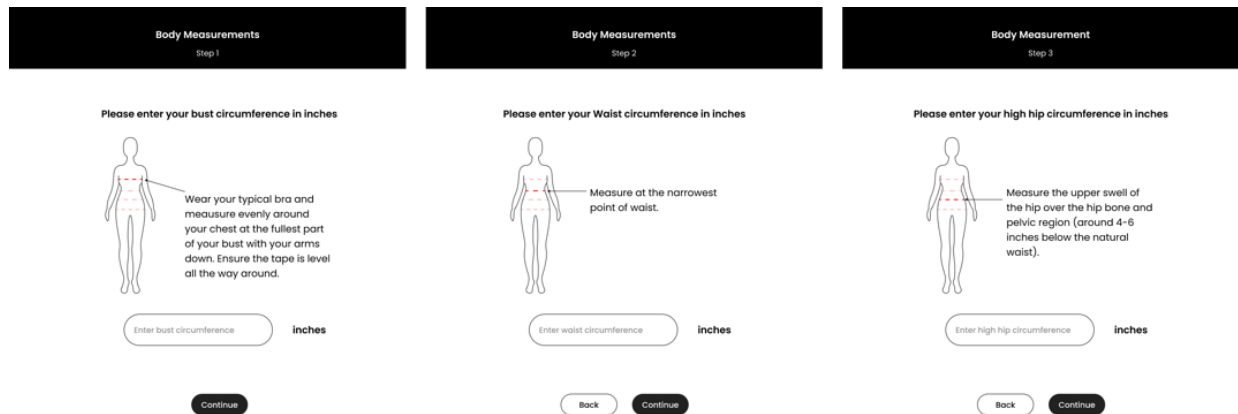 Body Measurements
Step 1
Please enter your bust circumference in inches
Wear your typical bra and
meausure evenly around
your chest at the fullest part
of your bust with your arms
down. Ensure the tape is level
all the way around.
Enter bust circumference
inches
Continue
Body Measurements
Step 2
Please enter your Waist circumference in inches
Measure at the narrowest
point of waist.
Enter waist circumference
inches
Back
Continue
Body Measurement
Step 3
Please enter your high hip circumference in inches
Measure the upper swell of
the hip over the hip bone and
pelvic region (around 4-6
inches below the natural
waist).
Enter high hip circumference
inches
Back
Continue